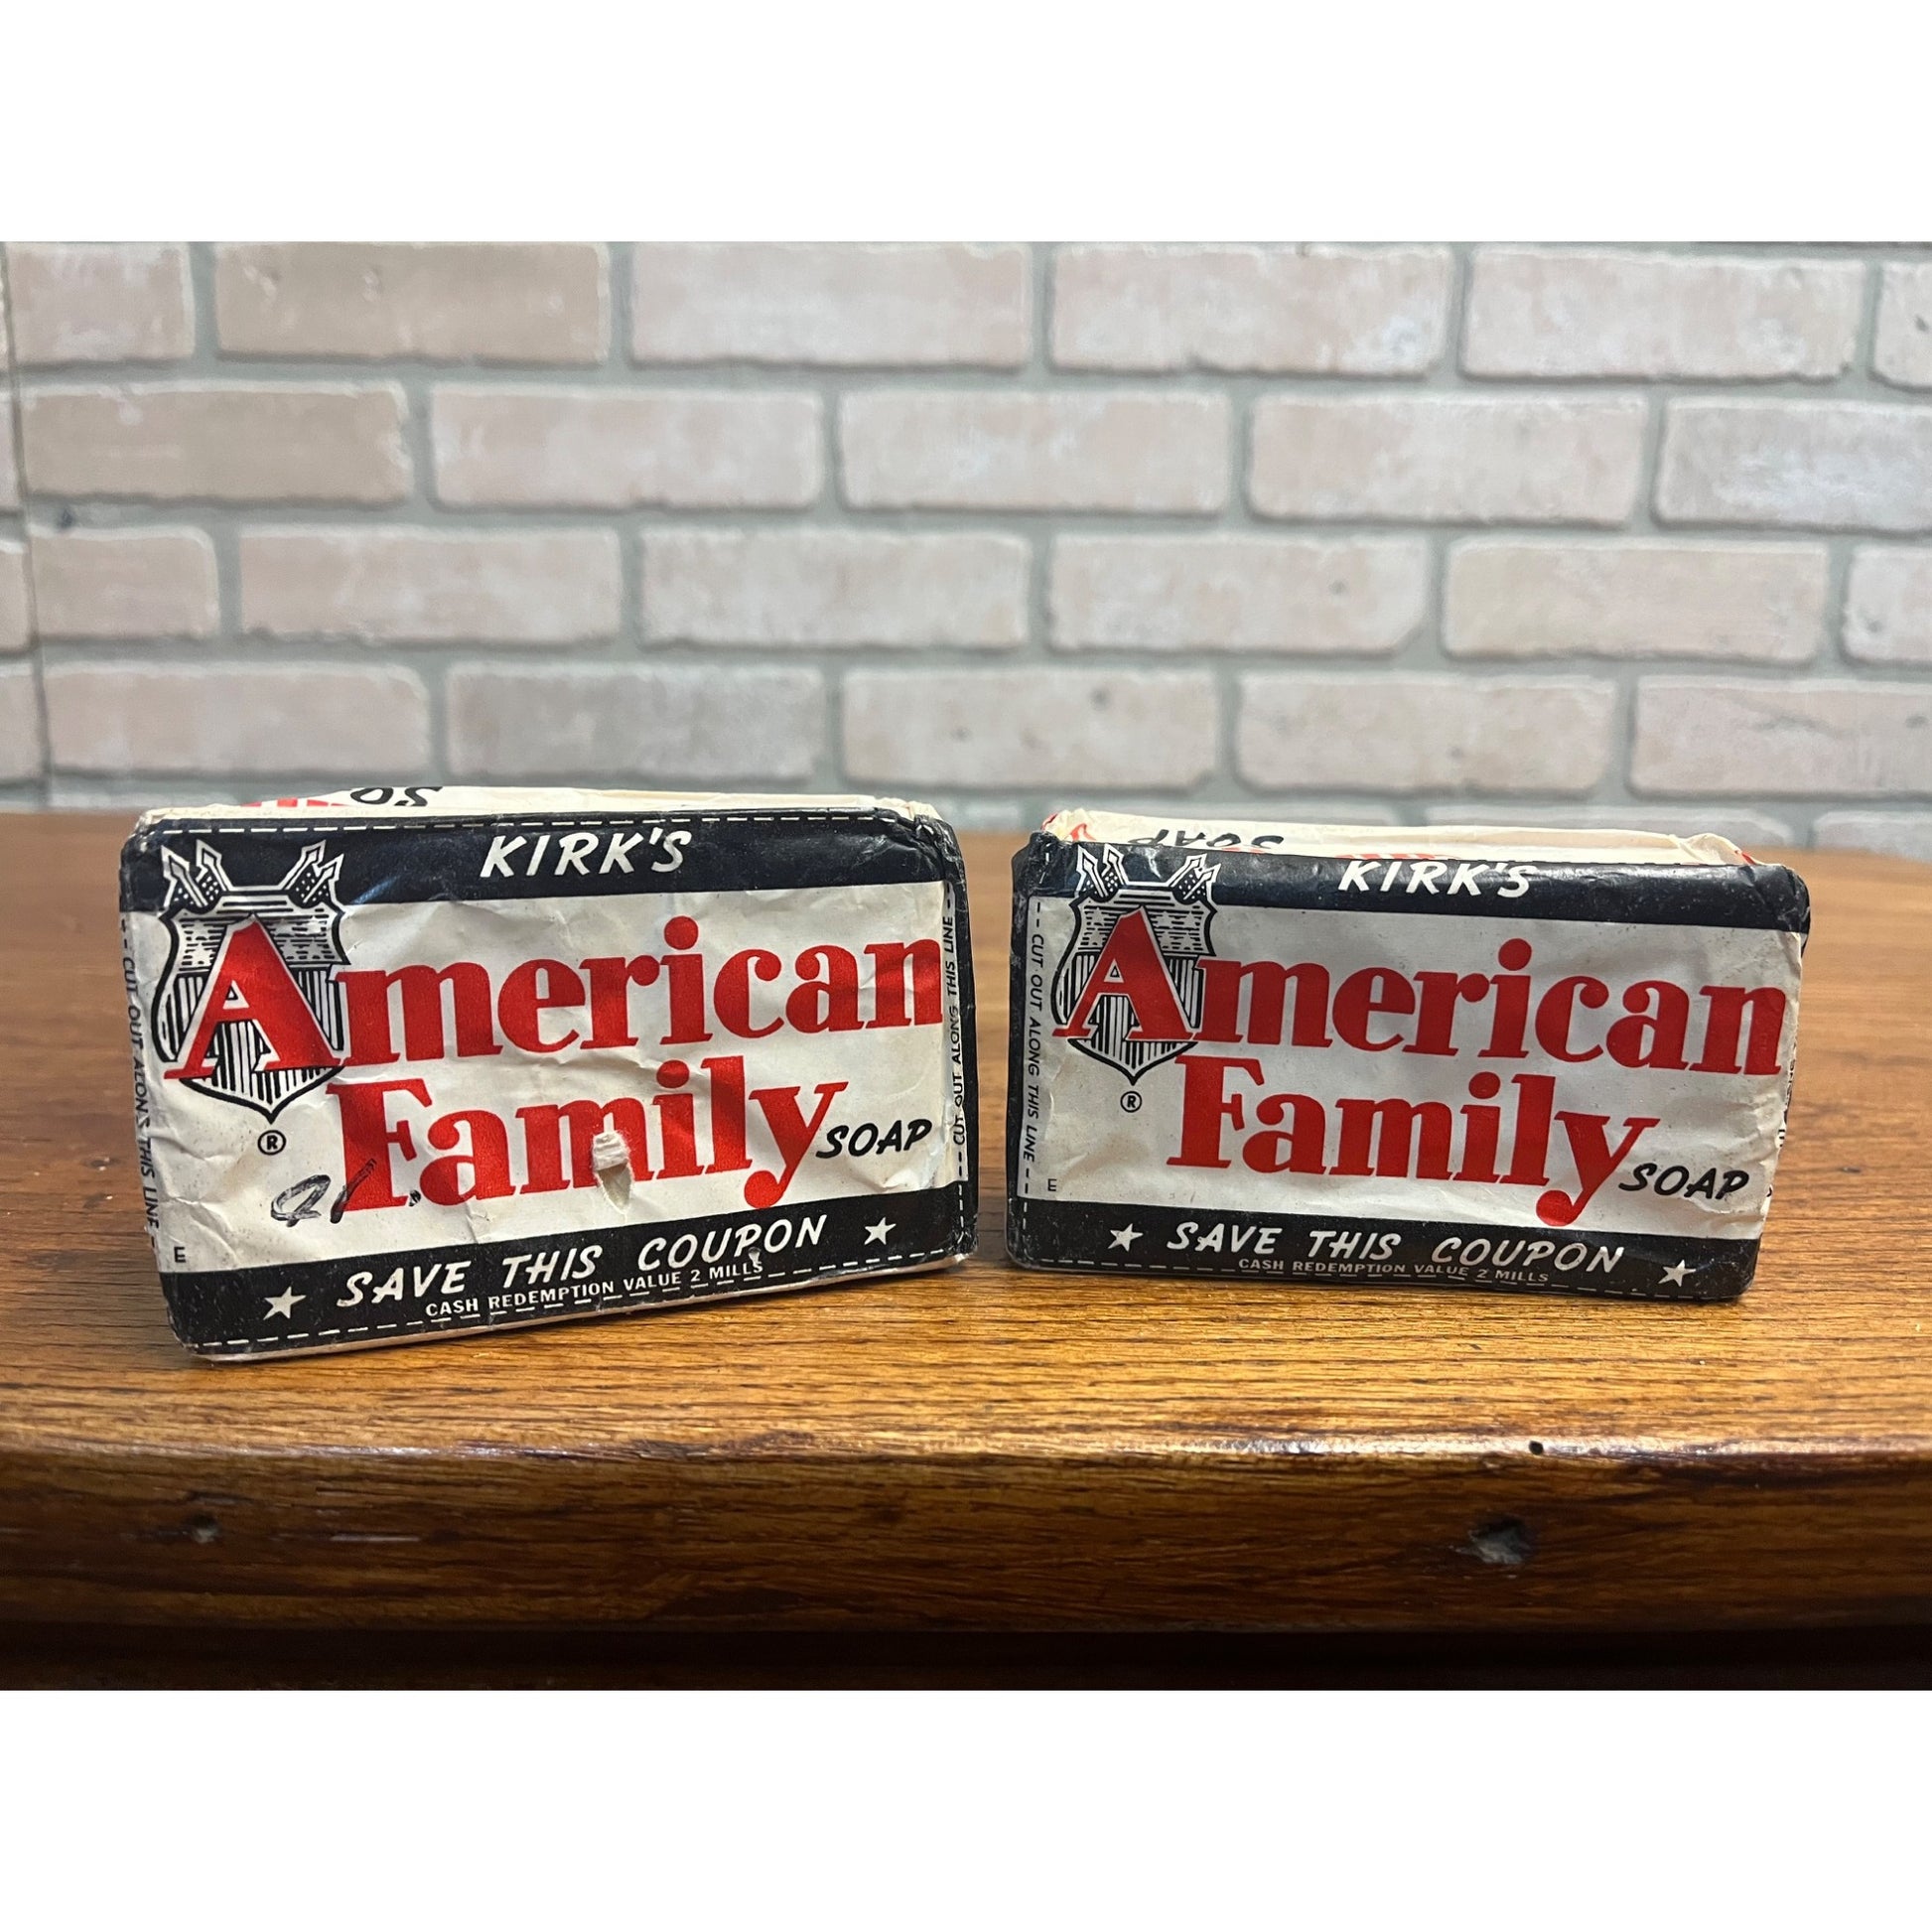 SO
KIRK'S
American
Family SOAP
®
CUT OUT ALONG THIS LINE
CUT OUT ALONG THIS LINE
E
★ SAVE THIS COUPON ★
CASH REDEMPTION VALUE 2 MILLS
SOAP
KIRK'S
American
Family SOAP
®
CUT OUT ALONG THIS LINE
E
★ SAVE THIS COUPON ★
CASH REDEMPTION VALUE 2 MILLS